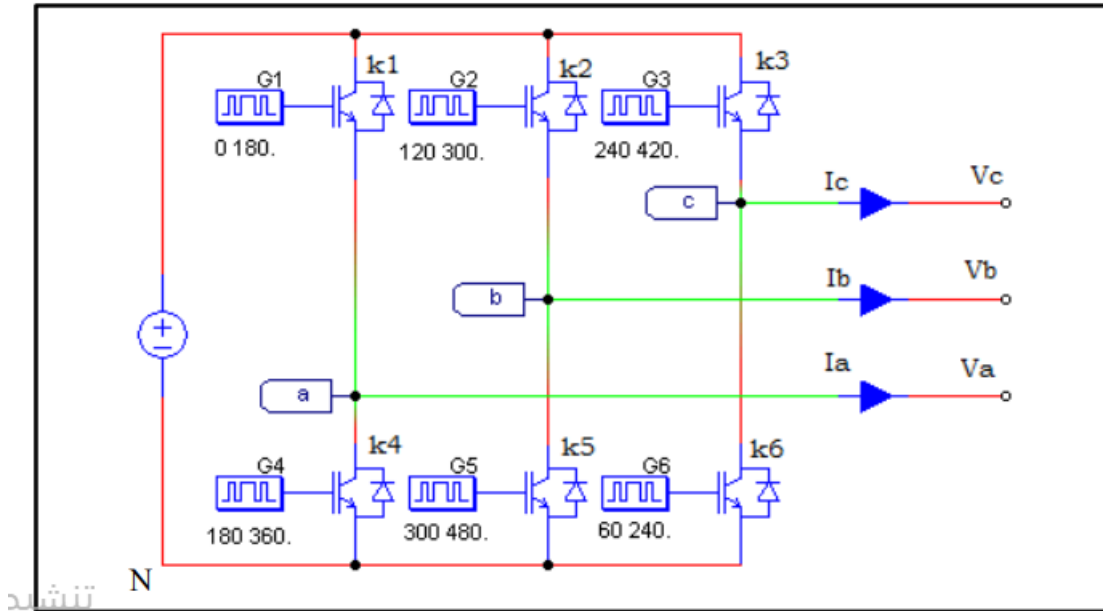 G1 k1 G2 k2 G3 k3
0 180. 120 300. 240 420.
c Ic Vc
b Ib Vb
a Ia Va
G4 k4 G5 k5 G6 k6
180 360. 300 480. 60 240.
N